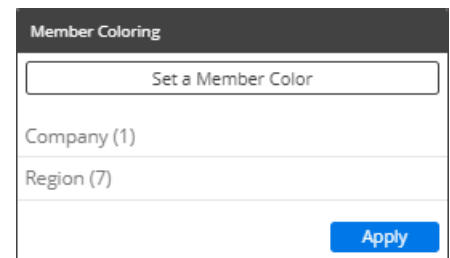 Member Coloring
Set a Member Color
Company (1)
Region (7)
Apply